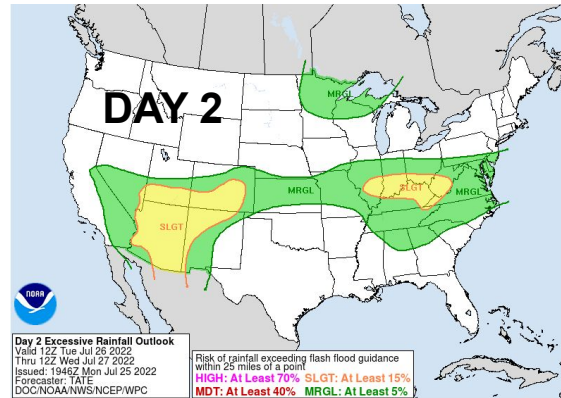 MRGL
DAY 2
MRGL
SLGT
MRGL
SLGT
NOAA
Day 2 Excessive Rainfall Outlook
Valid 12Z Tue Jul 26 2022
Thru 12Z Wed Jul 27 2022
Issued: 1946Z Mon Jul 25 2022
Forecaster: TATE
DOC/NOAA/NWS/NCEP/WPC
Risk of rainfall exceeding flash flood guidance
within 25 miles of a point
HIGH: At Least 70% SLGT: At Least 15%
MDT: At Least 40% MRGL: At Least 5%